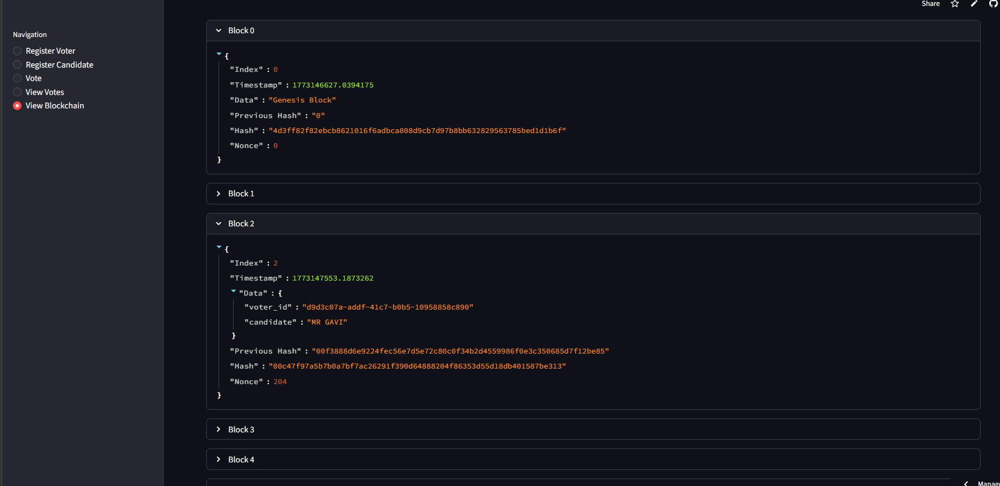 Share
Navigation
Register Voter
Register Candidate
Vote
View Votes
View Blockchain
Block 0
{
"Index" : 0
"Timestamp" : 1773146627.0394175
"Data" : "Genesis Block"
"Previous Hash" : "0"
"Hash" : "4d3ff82f82ebcb8621016f6adbca808d9cb7d97b8bb632829563785bed1d1b6f"
"Nonce" : 0
}
Block 1
Block 2
{
"Index" : 2
"Timestamp" : 1773147553.1873262
"Data" : {
"voter_id" : "d9d3c07a-addf-41c7-b0b5-10958858c890"
"candidate" : "MR GAVI"
}
"Previous Hash" : "00f3888d6e9224fec56e7d5e72c80c0f34b2d4559986f0e3c350685d7f12be85"
"Hash" : "00c47f97a5b7b0a7bf7ac26291f390d64888204f86353d55d18db401587be313"
"Nonce" : 204
}
Block 3
Block 4
Manage